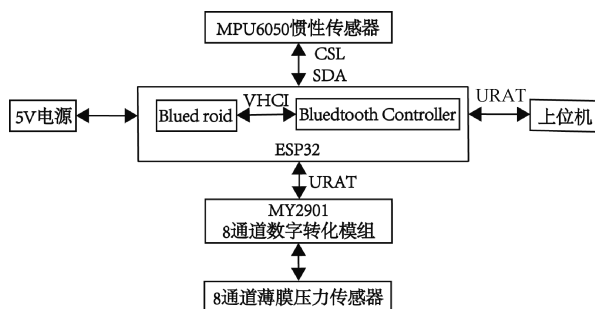 MPU6050惯性传感器
CSL
SDA
5V电源
Blued roid
VHCI
Bluedtooth Controller
ESP32
URAT
上位机
URAT
MY2901
8通道数字转化模组
8通道薄膜压力传感器